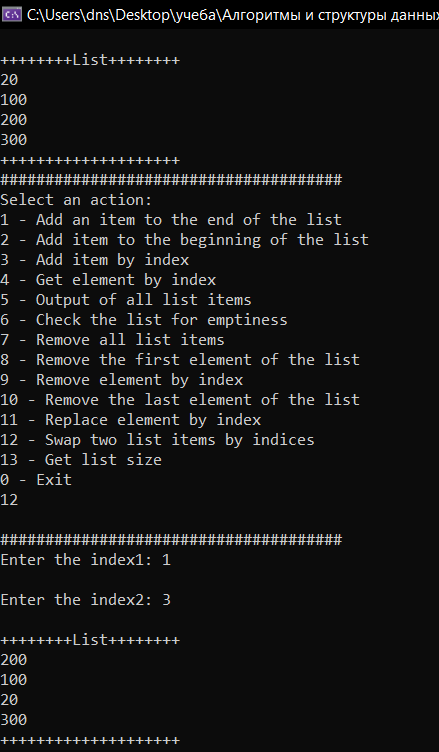 C:\Users\dns\Desktop\учеба\Алгоритмы и структуры данных
++++++++List++++++++
20
100
200
300
++++++++++++++++++++
######################################
Select an action:
1 - Add an item to the end of the list
2 - Add item to the beginning of the list
3 - Add item by index
4 - Get element by index
5 - Output of all list items
6 - Check the list for emptiness
7 - Remove all list items
8 - Remove the first element of the list
9 - Remove element by index
10 - Remove the last element of the list
11 - Replace element by index
12 - Swap two list items by indices
13 - Get list size
0 - Exit
12
######################################
Enter the index1: 1
Enter the index2: 3
++++++++List++++++++
200
100
20
300
++++++++++++++++++++